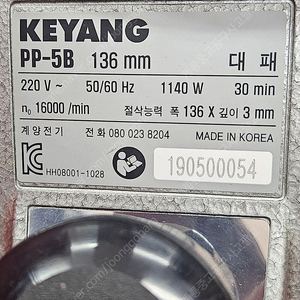 KEYANG
PP-5B 136 mm 대 패
220 V ~ 50/60 Hz 1140 W 30 min
n₀ 16000 /min 절삭능력 폭 136 X 깊이 3 mm
계 양 전 기 전 화 080 023 8204 MADE IN KOREA
HH08001-1028
190500054